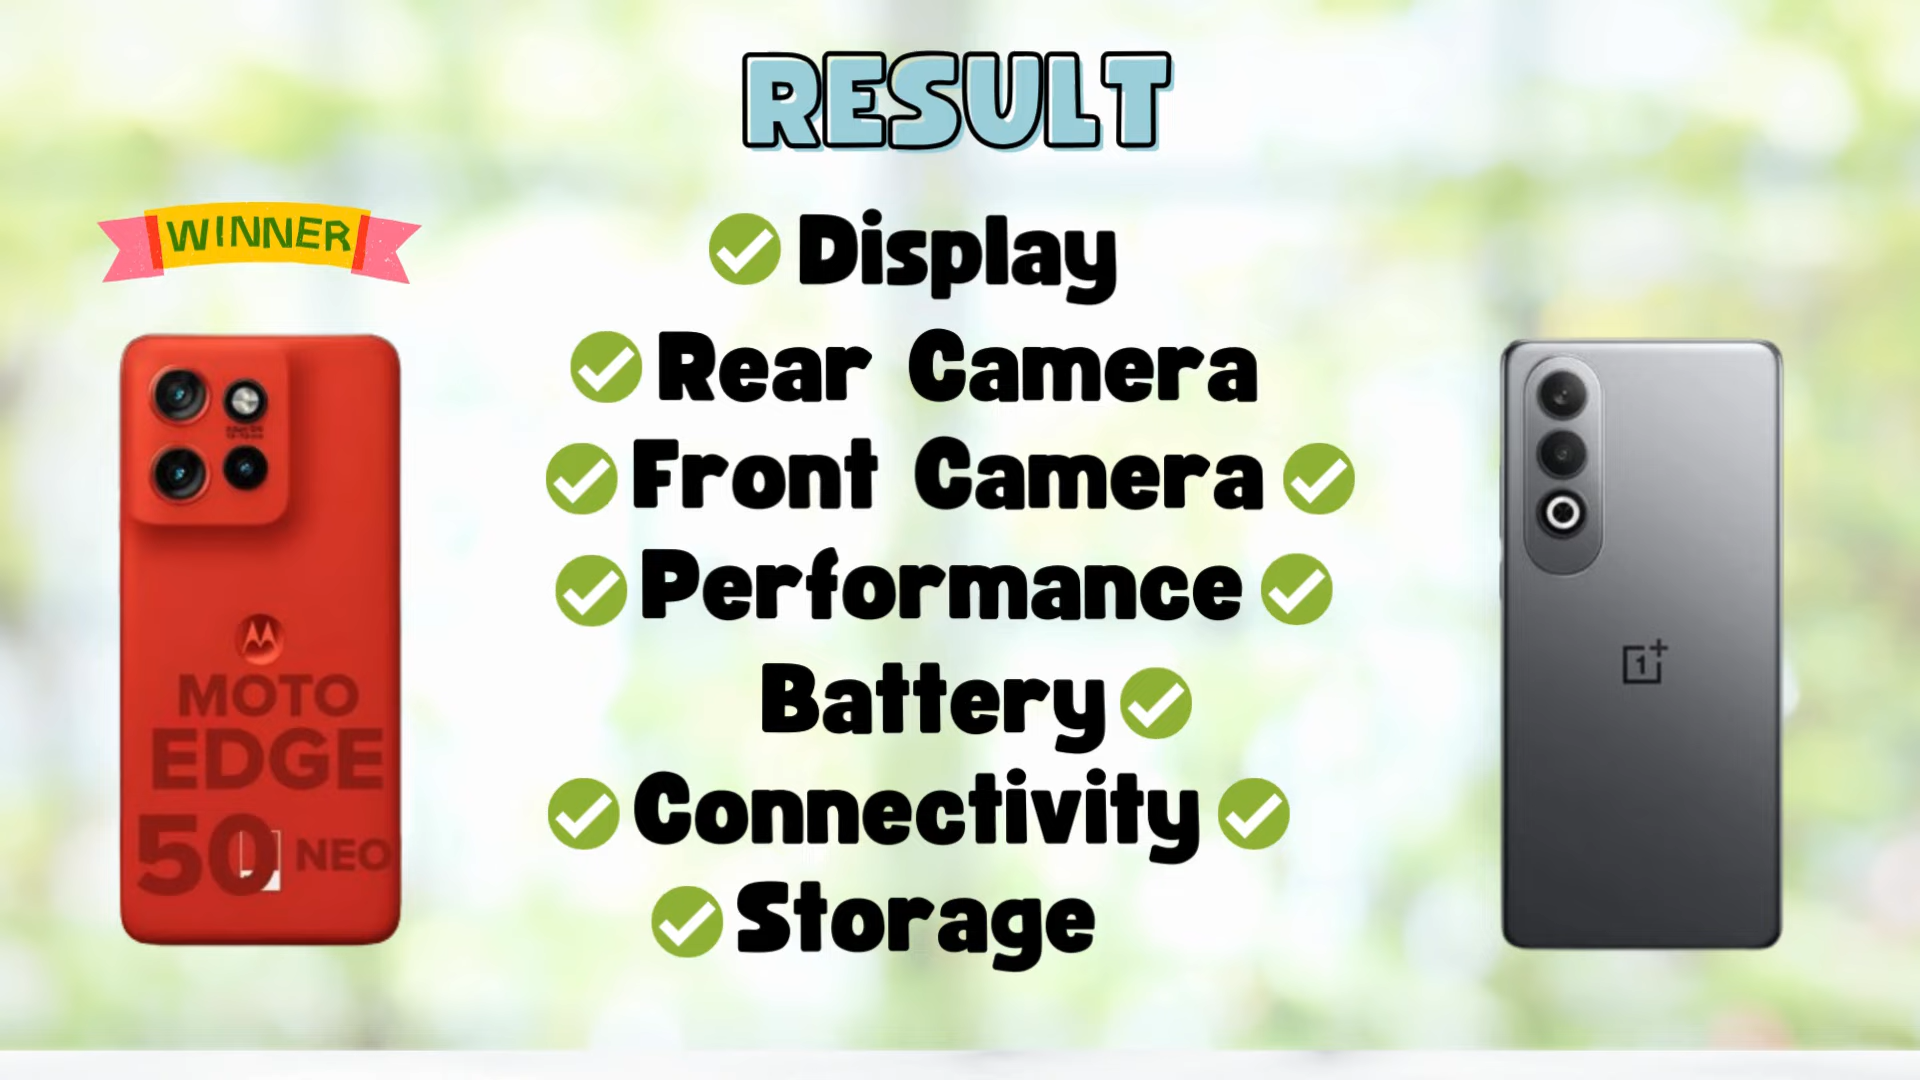 RESULT
WINNER
Display
Rear Camera
Front Camera
Performance
Battery
Connectivity
Storage
MOTO
EDGE
50 NEO